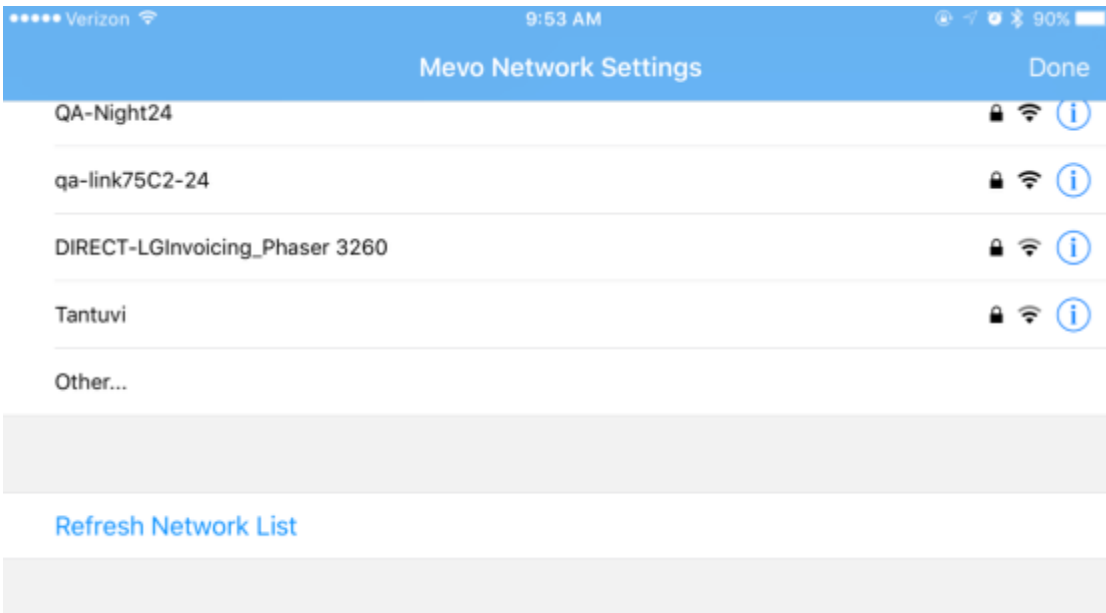 Verizon 9:53 AM 90%
Mevo Network Settings Done
QA-Night24
qa-link75C2-24
DIRECT-LGInvoicing_Phaser 3260
Tantuvi
Other...
Refresh Network List